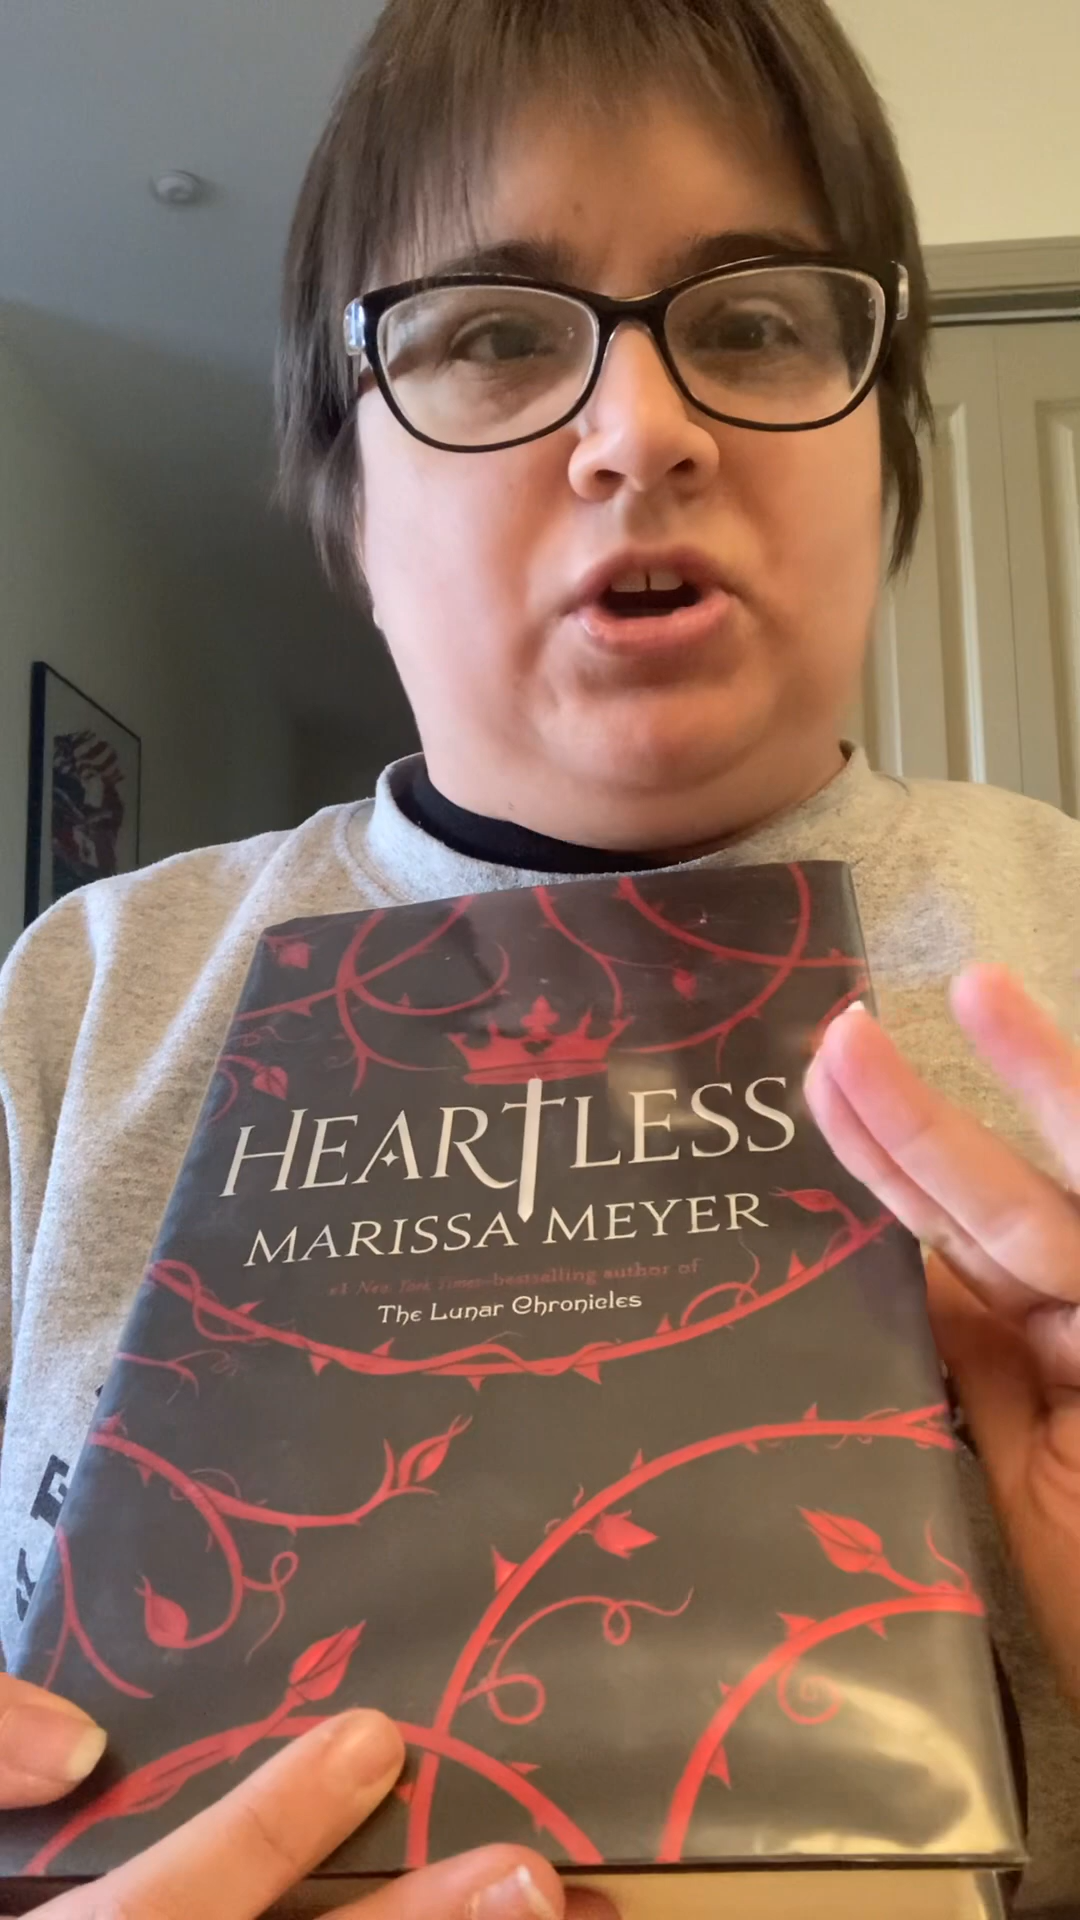 HEARTLESS
MARISSA MEYER
#1 New York Times–bestselling author of
The Lunar Chronicles